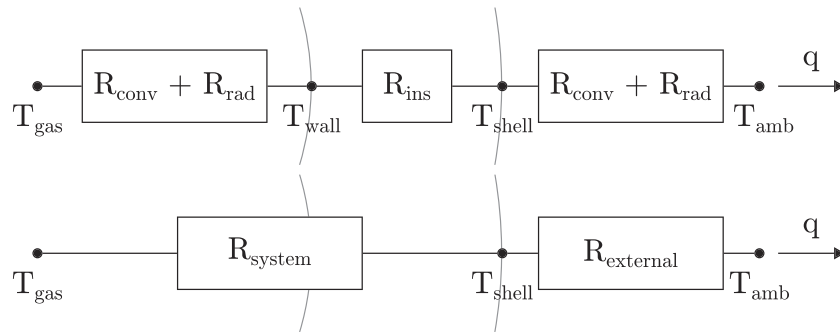 q
R_conv + R_rad R_ins R_conv + R_rad
T_gas T_wall T_shell T_amb
q
R_system R_external
T_gas T_shell T_amb